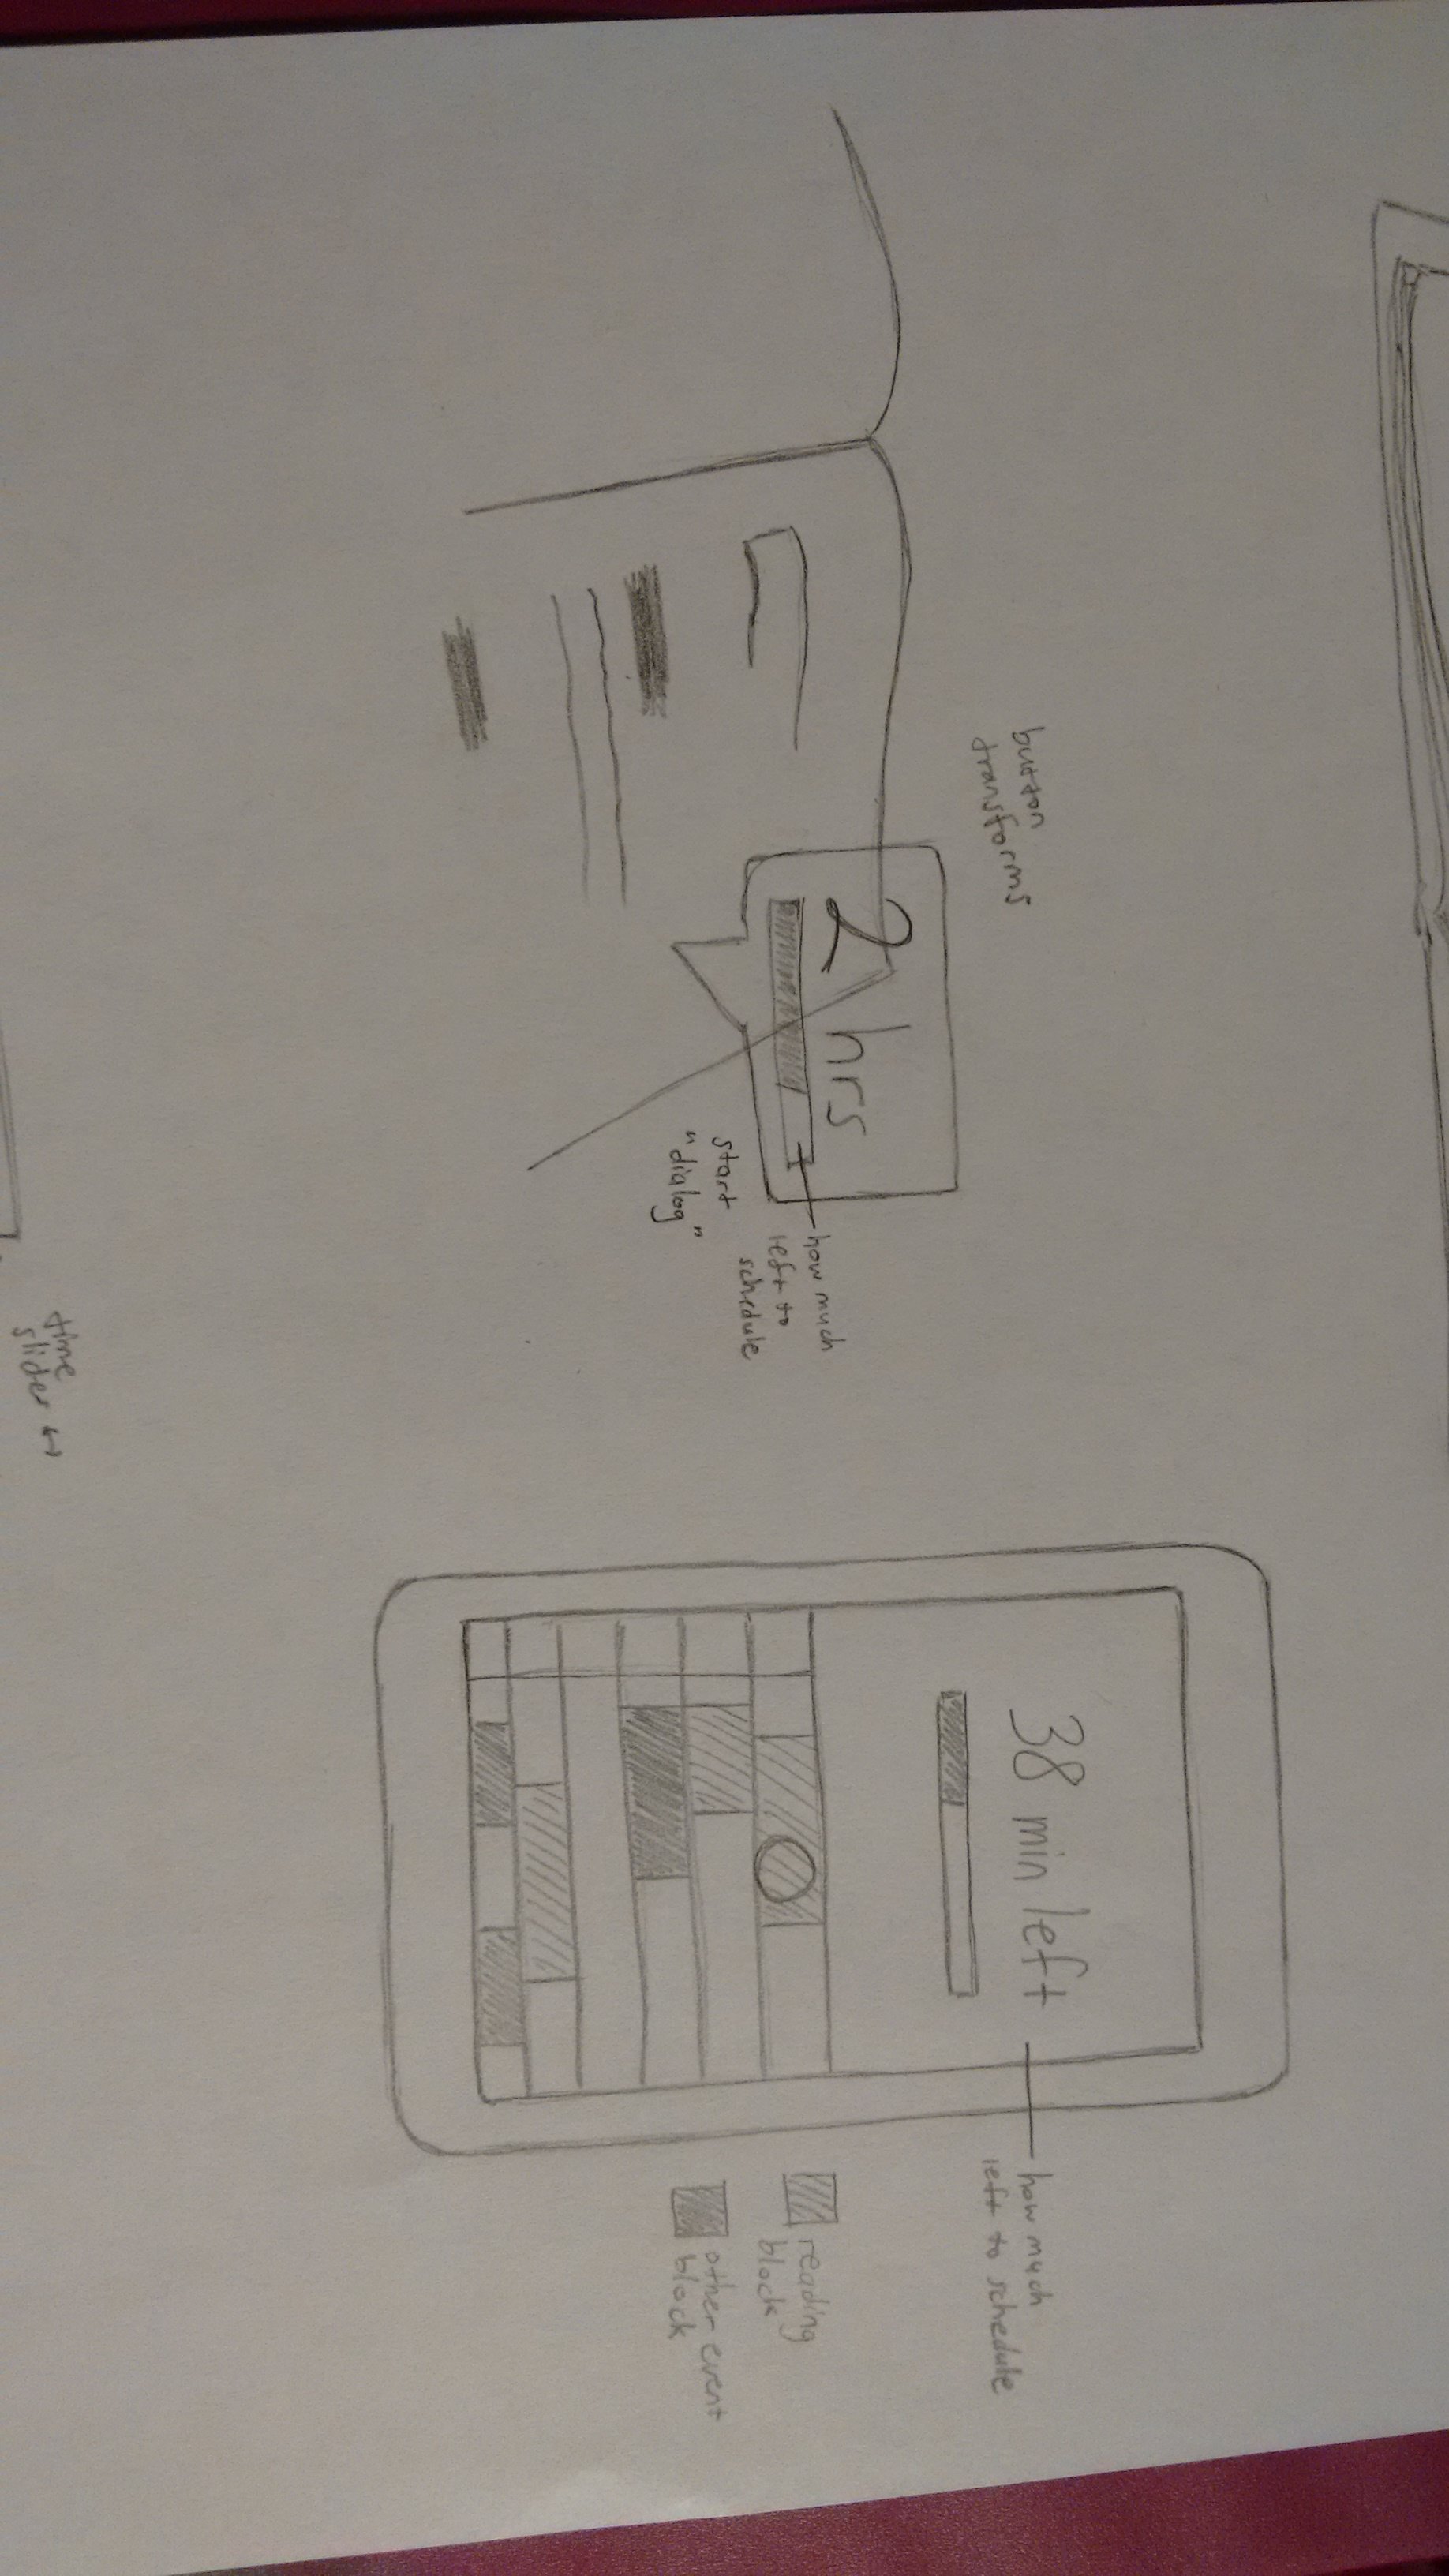 button
transforms
2 hrs
how much
left to
schedule
start
"dialog"
time
slider ↔
38 min left
how much
left to schedule
reading
block
other event
block